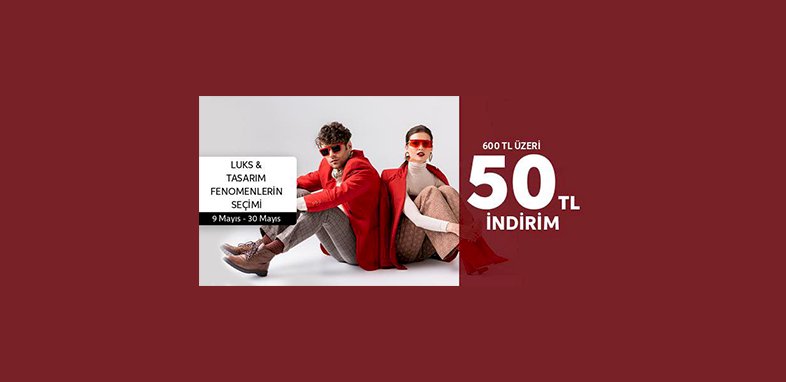 LUKS &
TASARIM
FENOMENLERİN
SEÇİMİ
9 Mayıs - 30 Mayıs
600 TL ÜZERİ
50 TL
İNDİRİM